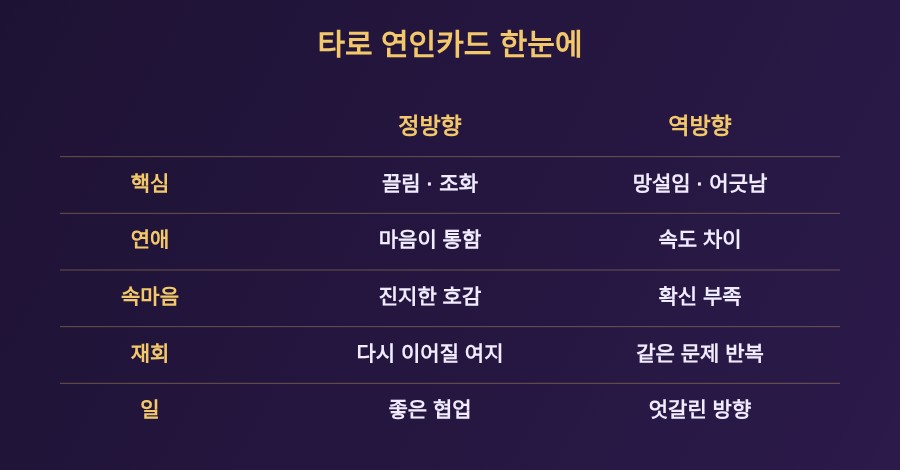 타로 연인카드 한눈에
정방향 역방향
핵심 끌림 · 조화 망설임 · 어긋남
연애 마음이 통함 속도 차이
속마음 진지한 호감 확신 부족
재회 다시 이어질 여지 같은 문제 반복
일 좋은 협업 엇갈린 방향